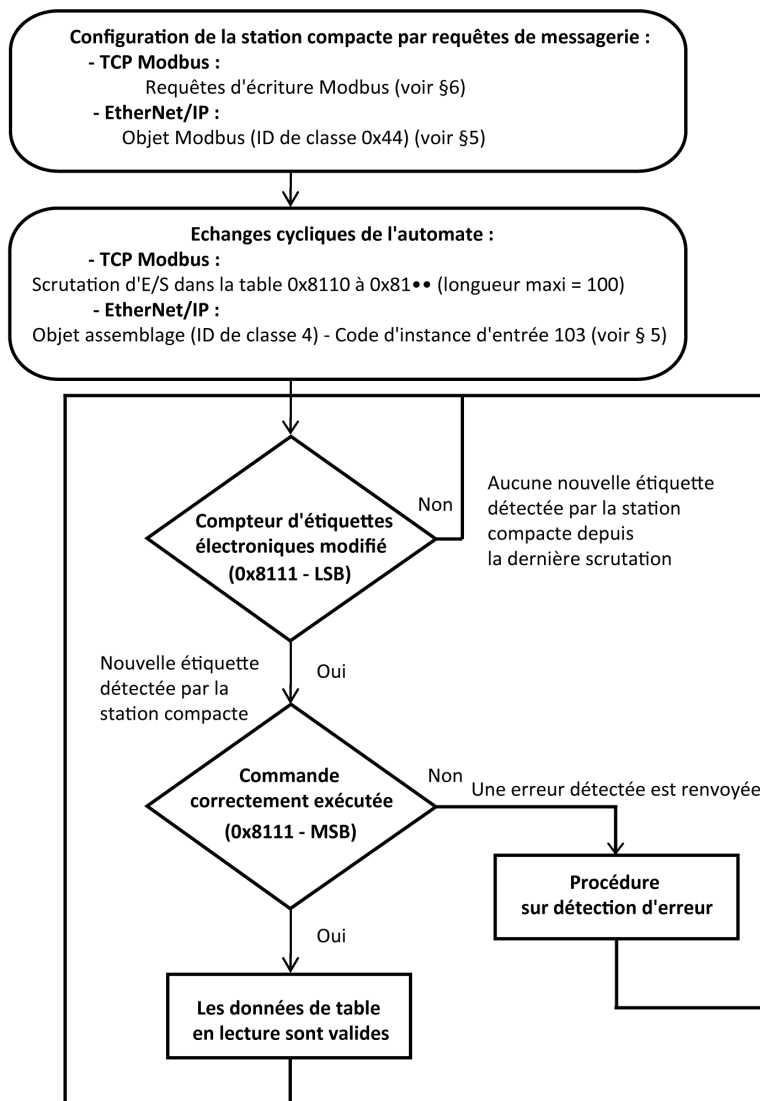 Configuration de la station compacte par requêtes de messagerie :
- TCP Modbus :
Requêtes d'écriture Modbus (voir §6)
- EtherNet/IP :
Objet Modbus (ID de classe 0x44) (voir §5)
Echanges cycliques de l'automate :
- TCP Modbus :
Scrutation d'E/S dans la table 0x8110 à 0x81•• (longueur maxi = 100)
- EtherNet/IP :
Objet assemblage (ID de classe 4) - Code d'instance d'entrée 103 (voir § 5)
Compteur d'étiquettes
électroniques modifié
(0x8111 - LSB)
Non
Aucune nouvelle étiquette
détectée par la station
compacte depuis
la dernière scrutation
Nouvelle étiquette
détectée par la
station compacte
Oui
Commande
correctement exécutée
(0x8111 - MSB)
Non
Une erreur détectée est renvoyée
Procédure
sur détection d'erreur
Oui
Les données de table
en lecture sont valides